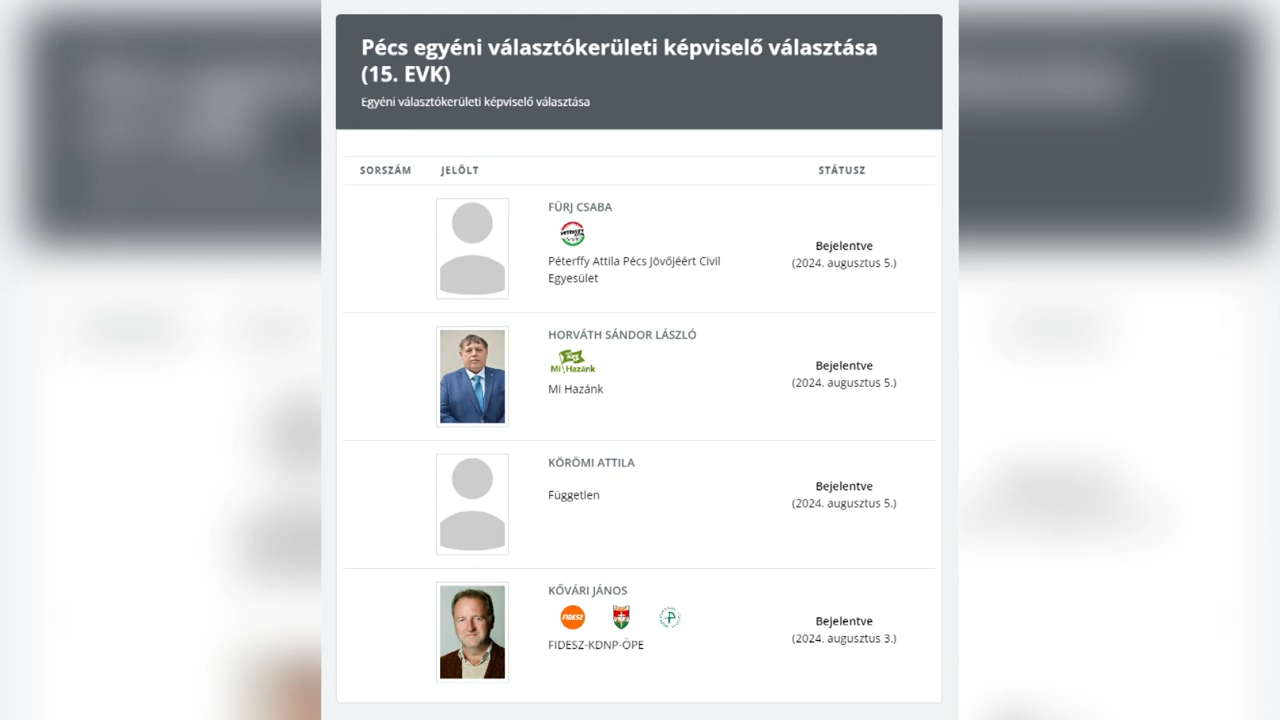 Pécs egyéni választókerületi képviselő választása
(15. EVK)
Egyéni választókerületi képviselő választása
SORSZÁM JELÖLT STÁTUSZ
FÜRJ CSABA
Péterffy Attila Pécs Jövőjéért Civil
Egyesület
Bejelentve
(2024. augusztus 5.)
HORVÁTH SÁNDOR LÁSZLÓ
Mi Hazánk
Mi Hazánk
Bejelentve
(2024. augusztus 5.)
KÖRÖMI ATTILA
Független
Bejelentve
(2024. augusztus 5.)
KŐVÁRI JÁNOS
FIDESZ
FIDESZ-KDNP-ÖPE
Bejelentve
(2024. augusztus 3.)